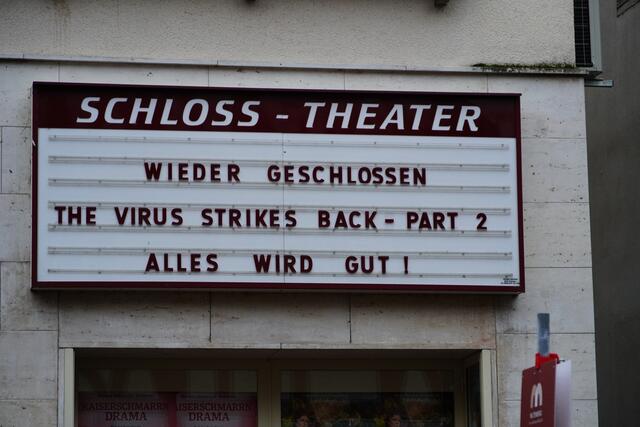 SCHLOSS - THEATER
WIEDER GESCHLOSSEN
THE VIRUS STRIKES BACK - PART 2
ALLES WIRD GUT!
KAISERSCHMARRN KAISERSCHMARRN
DRAMA DRAMA